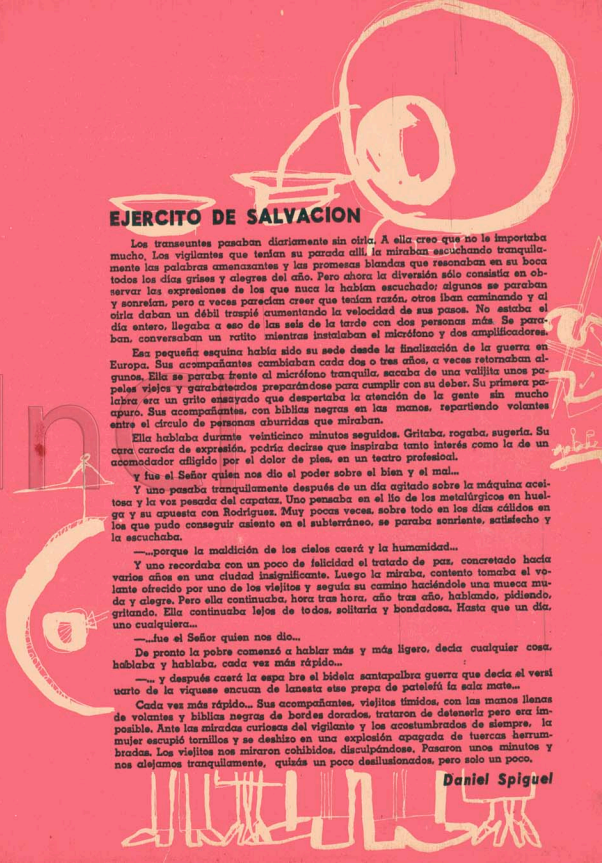 EJERCITO DE SALVACION
Los transeuntes pasaban diariamente sin oirla. A ella creo que no le importaba
mucho. Los vigilantes que tenían su parada allí, la miraban escuchando tranquila-
mente las palabras amenazantes y las promesas blandas que resonaban en su boca
todos los días grises y alegres del año. Pero ahora la diversión sólo consistía en ob-
servar las expresiones de los que nuca la habían escuchado; algunos se paraban
y sonreían, pero a veces parecían creer que tenían razón, otros iban caminando y al
oirla daban un débil traspié aumentando la velocidad de sus pasos. No estaba el
día entero, llegaba a eso de las seis de la tarde con dos personas más. Se para-
ban, conversaban un ratito mientras instalaban el micrófono y dos amplificadores.
Esa pequeña esquina había sido su sede desde la finalización de la guerra en
Europa. Sus acompañantes cambiaban cada dos o tres años, a veces retornaban al-
gunos. Ella se paraba frente al micrófono tranquila, sacaba de una valijita unos pa-
peles viejos y garabateados preparándose para cumplir con su deber. Su primera pa-
labra era un grito ensayado que despertaba la atención de la gente sin mucho
apuro. Sus acompañantes, con biblias negras en las manos, repartiendo volantes
entre el círculo de personas aburridas que miraban.
Ella hablaba durante veinticinco minutos seguidos. Gritaba, rogaba, sugería. Su
cara carecía de expresión, podría decirse que inspiraba tanto interés como la de un
acomodador afligido por el dolor de pies, en un teatro profesioal.
y fue el Señor quien nos dio el poder sobre el bien y el mal...
Y uno pasaba tranquilamente después de un día agitado sobre la máquina acei-
tosa y la voz pesada del capataz. Uno pensaba en el lío de los metalúrgicos en huel-
ga y su apuesta con Rodríguez. Muy pocas veces, sobre todo en los días cálidos en
los que pudo conseguir asiento en el subterráneo, se paraba sonriente, satisfecho y
la escuchaba.
—...porque la maldición de los cielos caerá y la humanidad...
Y uno recordaba con un poco de felicidad el tratado de paz, concretado hacía
varios años en una ciudad insignificante. Luego la miraba, contento tomaba el vo-
lante ofrecido por uno de los viejitos y seguía su camino haciéndole una mueca mu-
da y alegre. Pero ella continuaba, hora tras hora, año tras año, hablando, pidiendo,
gritando. Ella continuaba lejos de todos, solitaria y bondadosa. Hasta que un día,
uno cualquiera...
—...fue el Señor quien nos dio...
De pronto la pobre comenzó a hablar más y más ligero, decía cualquier cosa,
hablaba y hablaba, cada vez más rápido...
—... y después caerá la espa bre el bidela santapalbra guerra que decia el versi
uarto de la viquese encuan de lanesta etse prepa de patelefú fa sala mate...
Cada vez más rápido... Sus acompañantes, viejitos tímidos, con las manos llenas
de volantes y biblias negras de bordes dorados, trataron de detenerla pero era im-
posible. Ante las miradas curiosas del vigilante y los acostumbrados de siempre, la
mujer escupió tornillos y se deshizo en una explosión apagada de tuercas herrum-
bradas. Los viejitos nos miraron cohibidos, disculpándose. Pasaron unos minutos y
nos alejamos tranquilamente, quizás un poco desilusionados, pero solo un poco.
Daniel Spiguel